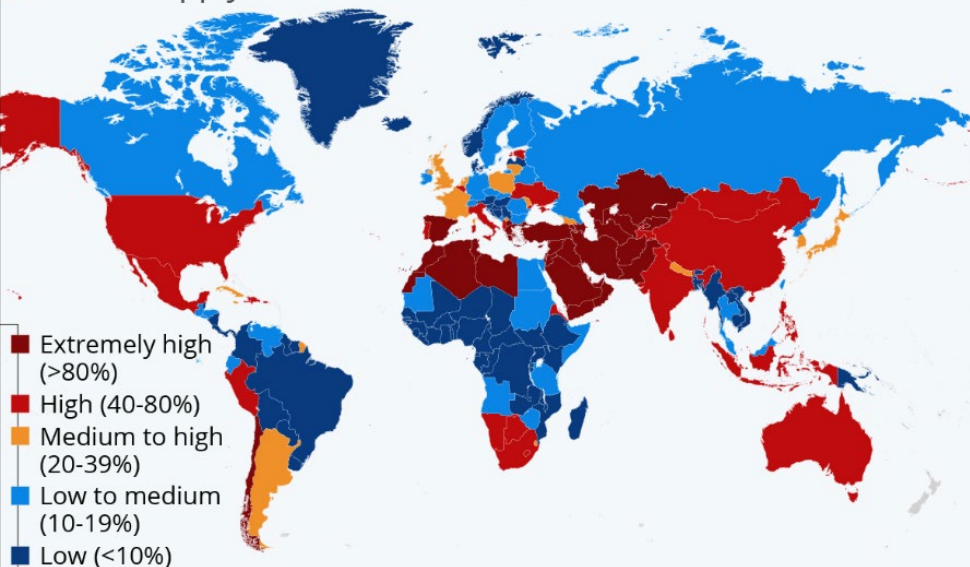 Extremely high
(>80%)
High (40-80%)
Medium to high
(20-39%)
Low to medium
(10-19%)
Low (<10%)